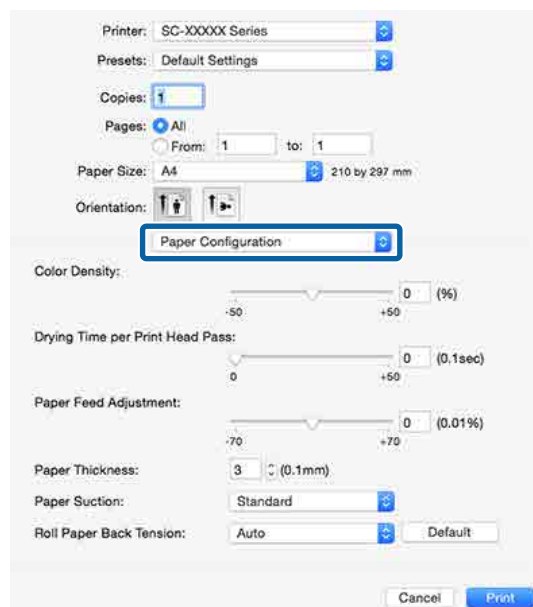 Printer: SC-XXXXX Series
Presets: Default Settings
Copies: 1
Pages: All
From: 1 to: 1
Paper Size: A4 210 by 297 mm
Orientation:
Paper Configuration
Color Density:
0 (%)
-50 +50
Drying Time per Print Head Pass:
0 (0.1sec)
0 +50
Paper Feed Adjustment:
0 (0.01%)
-70 +70
Paper Thickness: 3 (0.1mm)
Paper Suction: Standard
Roll Paper Back Tension: Auto Default
Cancel Print